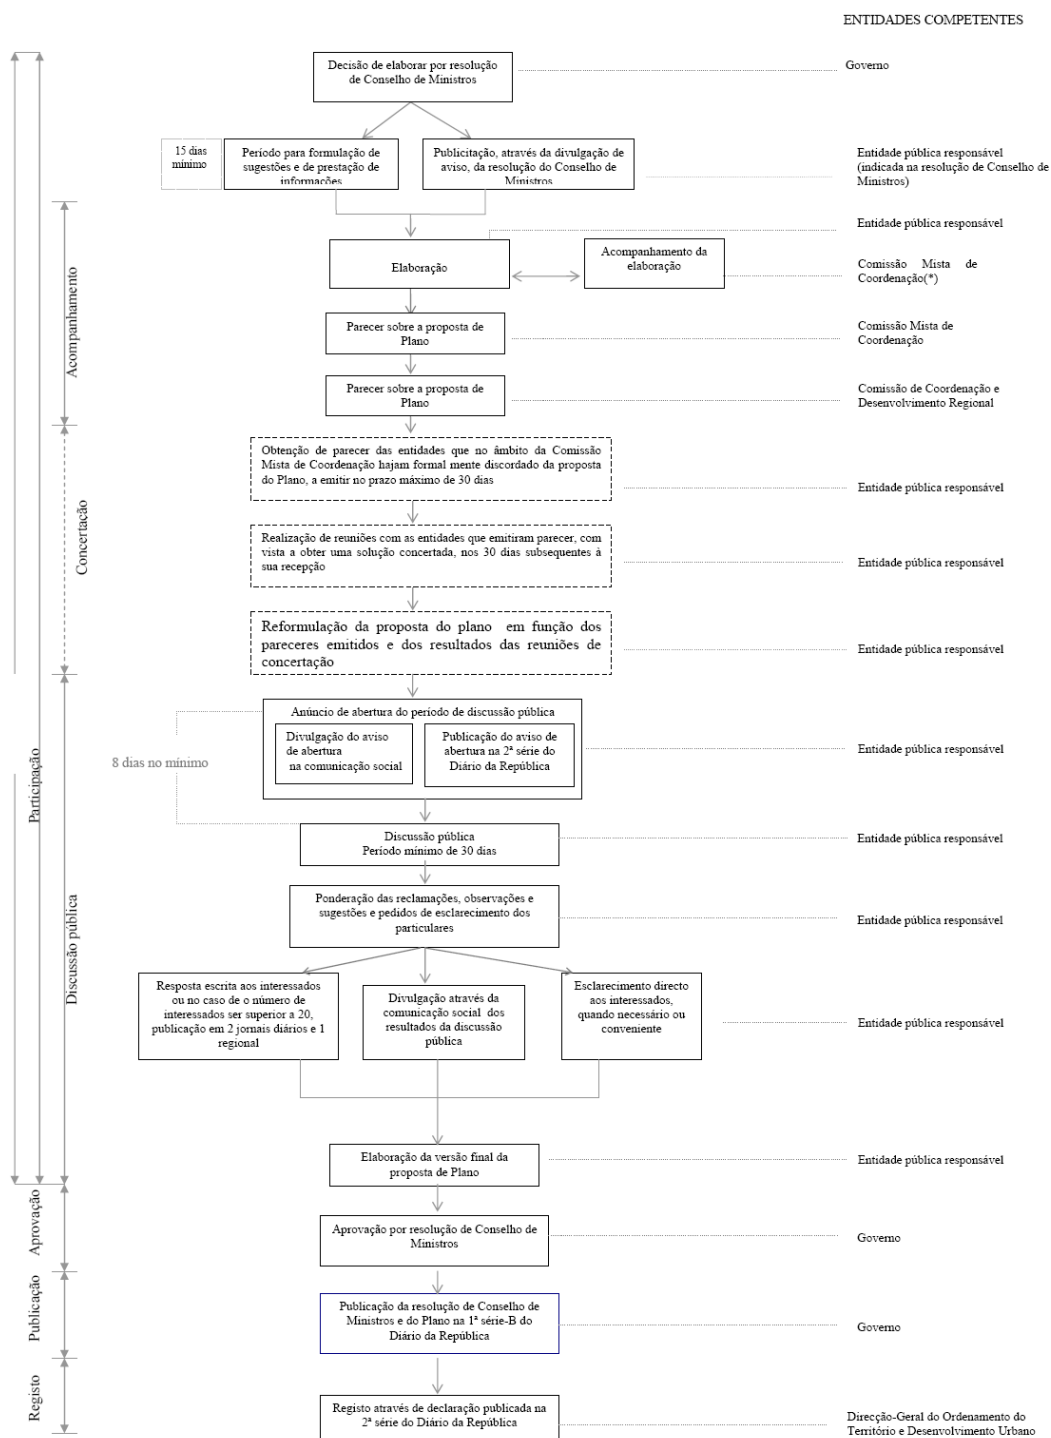 ENTIDADES COMPETENTES
Decisão de elaborar por resolução
de Conselho de Ministros
Governo
15 dias
mínimo
Período para formulação de
sugestões e de prestação de
informações
Publicitação, através da divulgação de
aviso, da resolução do Conselho de
Ministros
Entidade pública responsável
(indicada na resolução de Conselho de
Ministros)
Acompanhamento
Entidade pública responsável
Elaboração
Acompanhamento da
elaboração
Comissão Mista de
Coordenação(*)
Parecer sobre a proposta de
Plano
Comissão Mista de
Coordenação
Parecer sobre a proposta de
Plano
Comissão de Coordenação e
Desenvolvimento Regional
Concertação
Obtenção de parecer das entidades que no âmbito da Comissão
Mista de Coordenação hajam formal mente discordado da proposta
do Plano, a emitir no prazo máximo de 30 dias
Entidade pública responsável
Realização de reuniões com as entidades que emitiram parecer, com
vista a obter uma solução concertada, nos 30 dias subsequentes à
sua recepção
Entidade pública responsável
Reformulação da proposta do plano em função dos
pareceres emitidos e dos resultados das reuniões de
concertação
Entidade pública responsável
Participação
Discussão pública
Anúncio de abertura do periodo de discussão pública
Divulgação do aviso
de abertura
na comunicação social
Publicação do aviso de
abertura na 2ª série do
Diário da República
Entidade pública responsável
8 dias no mínimo
Discussão pública
Período mínimo de 30 dias
Entidade pública responsável
Ponderação das reclamações, observações e
sugestões e pedidos de esclarecimento dos
particulares
Entidade pública responsável
Resposta escrita aos interessados
ou no caso de o número de
interessados ser superior a 20,
publicação em 2 jornais diários e 1
regional
Divulgação através da
comunicação social dos
resultados da discussão
pública
Esclarecimento directo
aos interessados,
quando necessário ou
conveniente
Entidade pública responsável
Elaboração da versão final da
proposta de Plano
Entidade pública responsável
Aprovação
Aprovação por resolução de Conselho de
Ministros
Governo
Publicação
Publicação da resolução de Conselho de
Ministros e do Plano na 1ª série-B do
Diário da República
Governo
Registo
Registo através de declaração publicada na
2ª série do Diário da República
Direcção-Geral do Ordenamento do
Território e Desenvolvimento Urbano